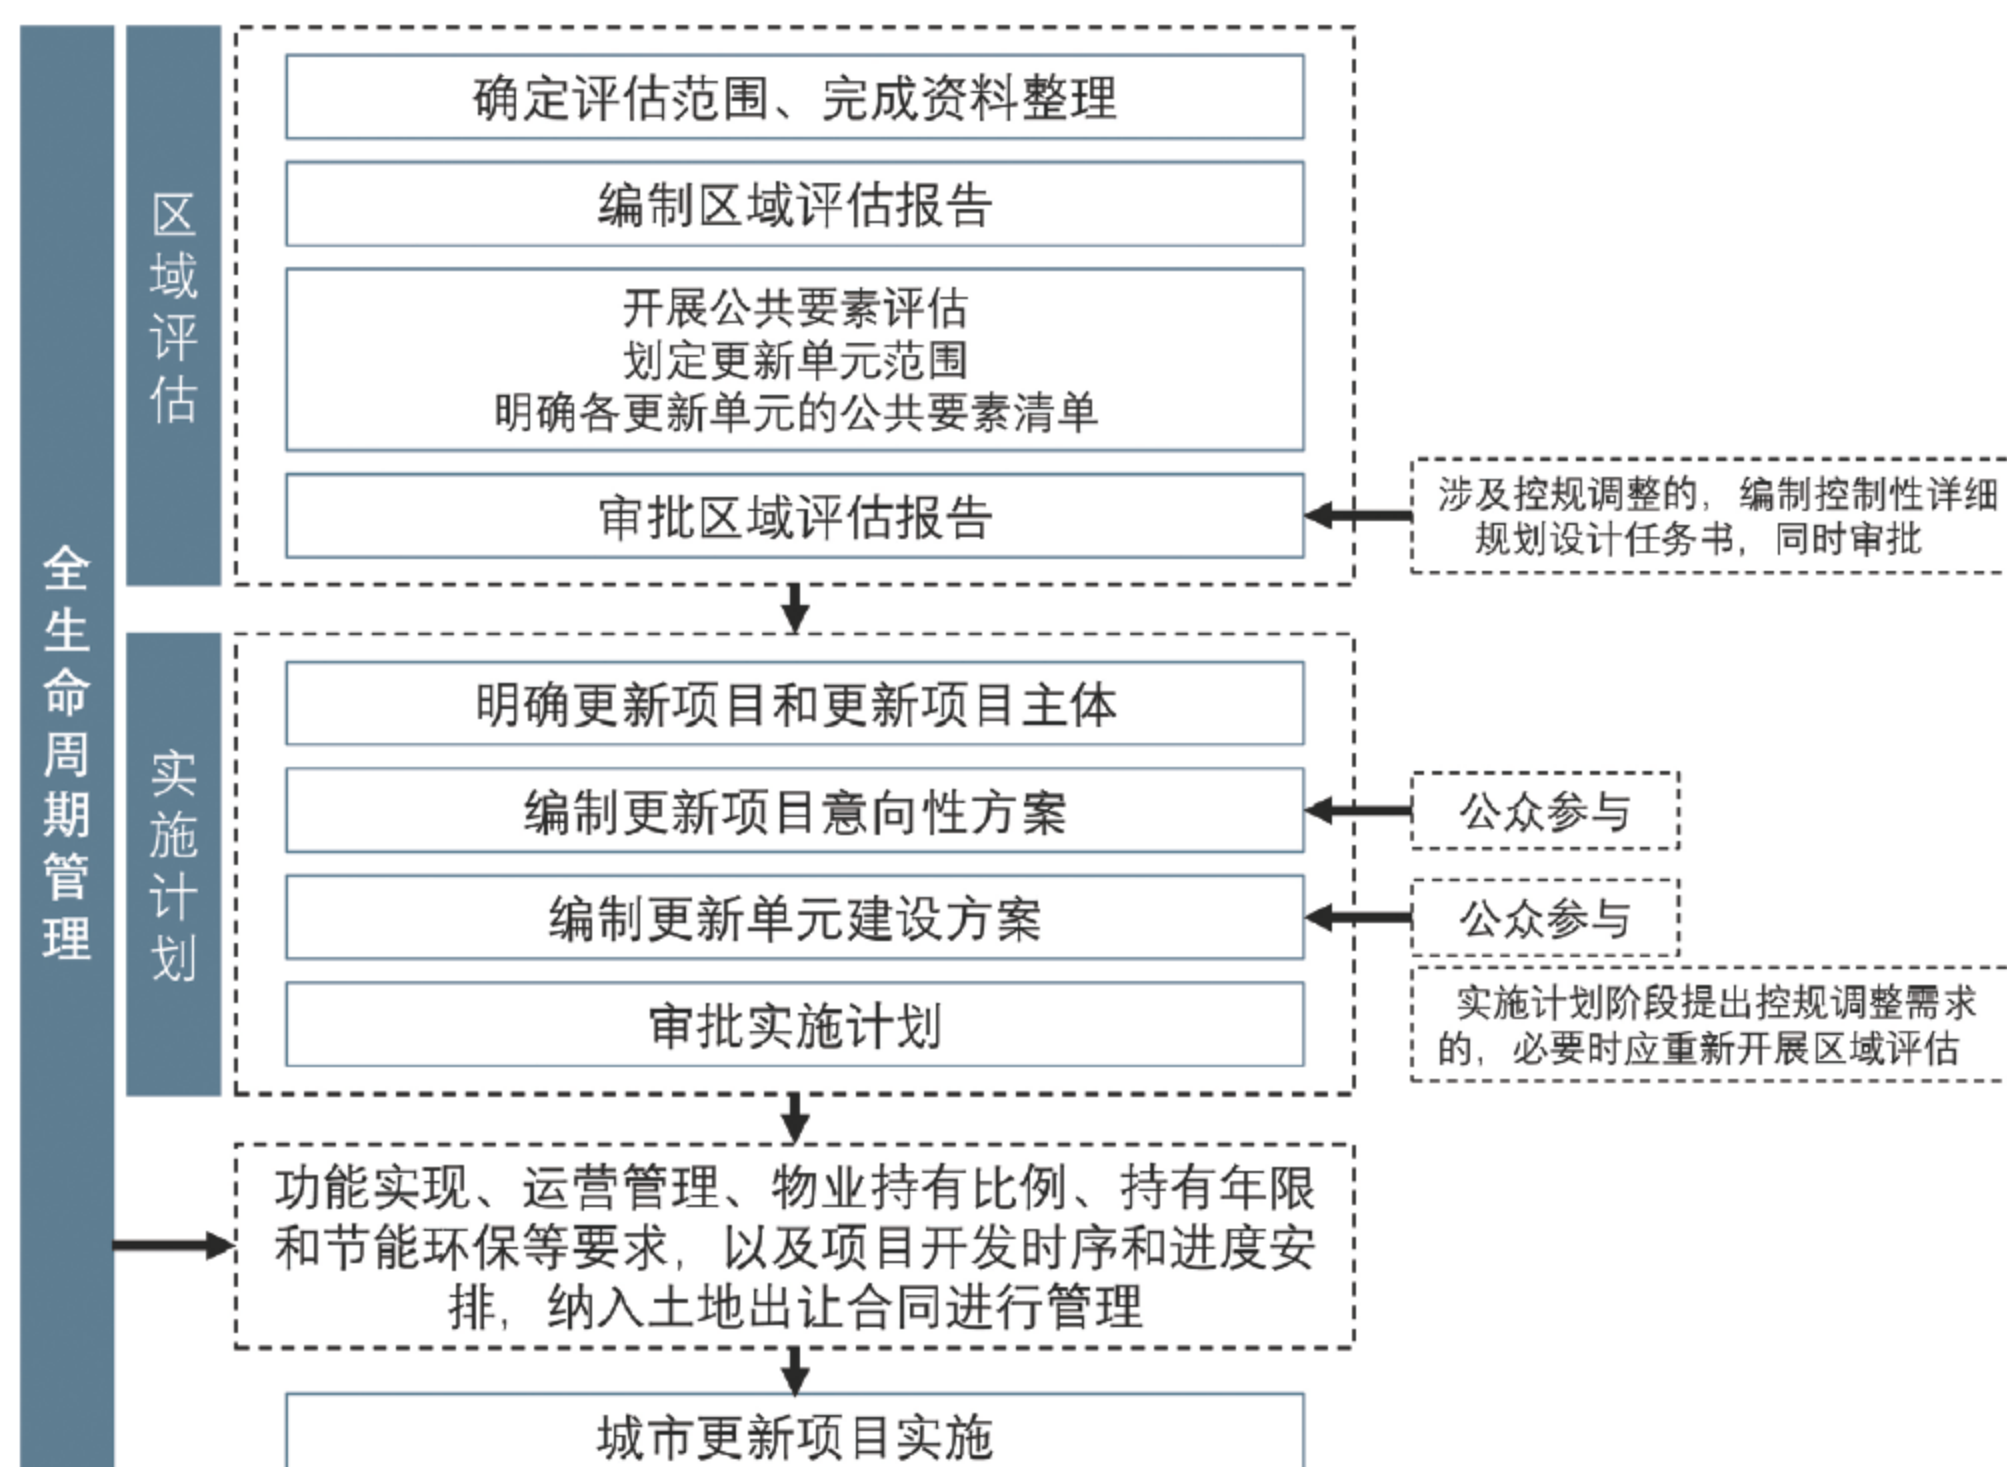 全生命周期管理
区域评估
确定评估范围、完成资料整理
编制区域评估报告
开展公共要素评估
划定更新单元范围
明确各更新单元的公共要素清单
审批区域评估报告
涉及控规调整的，编制控制性详细
规划设计任务书，同时审批
实施计划
明确更新项目和更新项目主体
编制更新项目意向性方案
公众参与
编制更新单元建设方案
公众参与
审批实施计划
实施计划阶段提出控规调整需求
的，必要时应重新开展区域评估
功能实现、运营管理、物业持有比例、持有年限
和节能环保等要求，以及项目开发时序和进度安
排，纳入土地出让合同进行管理
城市更新项目实施